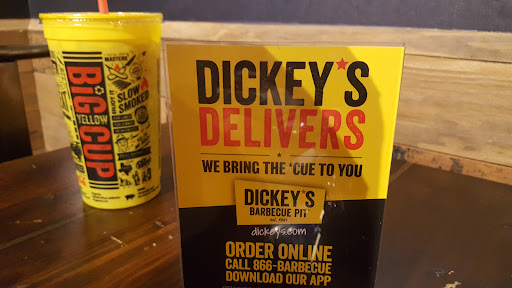 BIG
YELLOW
CUP
SLOW
SMOKED
DICKEY'S
DELIVERS
WE BRING THE 'CUE TO YOU
DICKEY'S
BARBECUE PIT
dickeys.com
ORDER ONLINE
CALL 866-BARBECUE
DOWNLOAD OUR APP